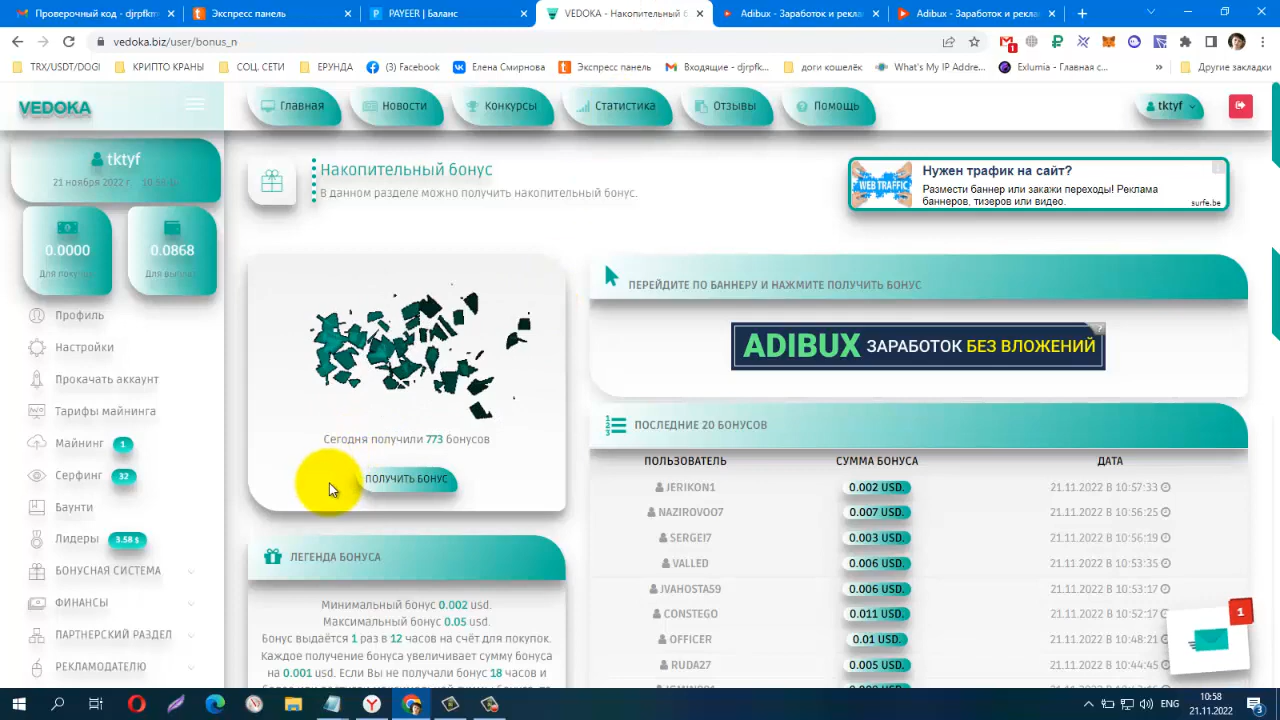 Проверочный код - djrpfkm
Экспресс панель
PAYEER | Баланс
VEDOKA - Накопительный б
Adibux - Заработок и рекла
Adibux - Заработок и рекла
vedoka.biz/user/bonus_n
TRX/USDT/DOGI
КРИПТО КРАНЫ
СОЦ. СЕТИ
ЕРУНДА
(3) Facebook
Елена Смирнова
Экспресс панель
Входящие - djrpfk...
доги кошелёк
What's My IP Addre...
Exlumia - Главная с...
»
Другие закладки
VEDOKA
Главная
Новости
Конкурсы
Статистика
Отзывы
Помощь
tktyf
tktyf
21 ноября 2022 г.
0.0000
Для покупок
0.0868
Для выплат
Профиль
Настройки
Прокачать аккаунт
Тарифы майнинга
Майнинг 1
Серфинг 32
Баунти
Лидеры 3.58 $
БОНУСНАЯ СИСТЕМА
ФИНАНСЫ
ПАРТНЕРСКИЙ РАЗДЕЛ
РЕКЛАМОДАТЕЛЮ
Накопительный бонус
В данном разделе можно получить накопительный бонус.
Нужен трафик на сайт?
WEB TRAFFIC
Размести баннер или закажи переходы! Реклама
баннеров, тизеров или видео.
surfe.be
Сегодня получили 773 бонусов
ПОЛУЧИТЬ БОНУС
ЛЕГЕНДА БОНУСА
Минимальный бонус 0.002 usd.
Максимальный бонус 0.05 usd.
Бонус выдаётся 1 раз в 12 часов на счёт для покупок.
Каждое получение бонуса увеличивает сумму бонуса
на 0.001 usd. Если Вы не получали бонус 18 часов и
ПЕРЕЙДИТЕ ПО БАННЕРУ И НАЖМИТЕ ПОЛУЧИТЬ БОНУС
ADIBUX ЗАРАБОТОК БЕЗ ВЛОЖЕНИЙ
ПОСЛЕДНИЕ 20 БОНУСОВ
ПОЛЬЗОВАТЕЛЬ СУММА БОНУСА ДАТА
JERIKON1 0.002 USD. 21.11.2022 В 10:57:33
NAZIROVOO7 0.007 USD. 21.11.2022 В 10:56:25
SERGEI7 0.003 USD. 21.11.2022 В 10:56:19
VALLED 0.006 USD. 21.11.2022 В 10:53:35
JVAHOSTA59 0.006 USD. 21.11.2022 В 10:53:17
CONSTEGO 0.011 USD. 21.11.2022 В 10:52:17
OFFICER 0.01 USD. 21.11.2022 В 10:48:21
RUDA27 0.005 USD. 21.11.2022 В 10:44:45
1
ENG
10:58
21.11.2022
3